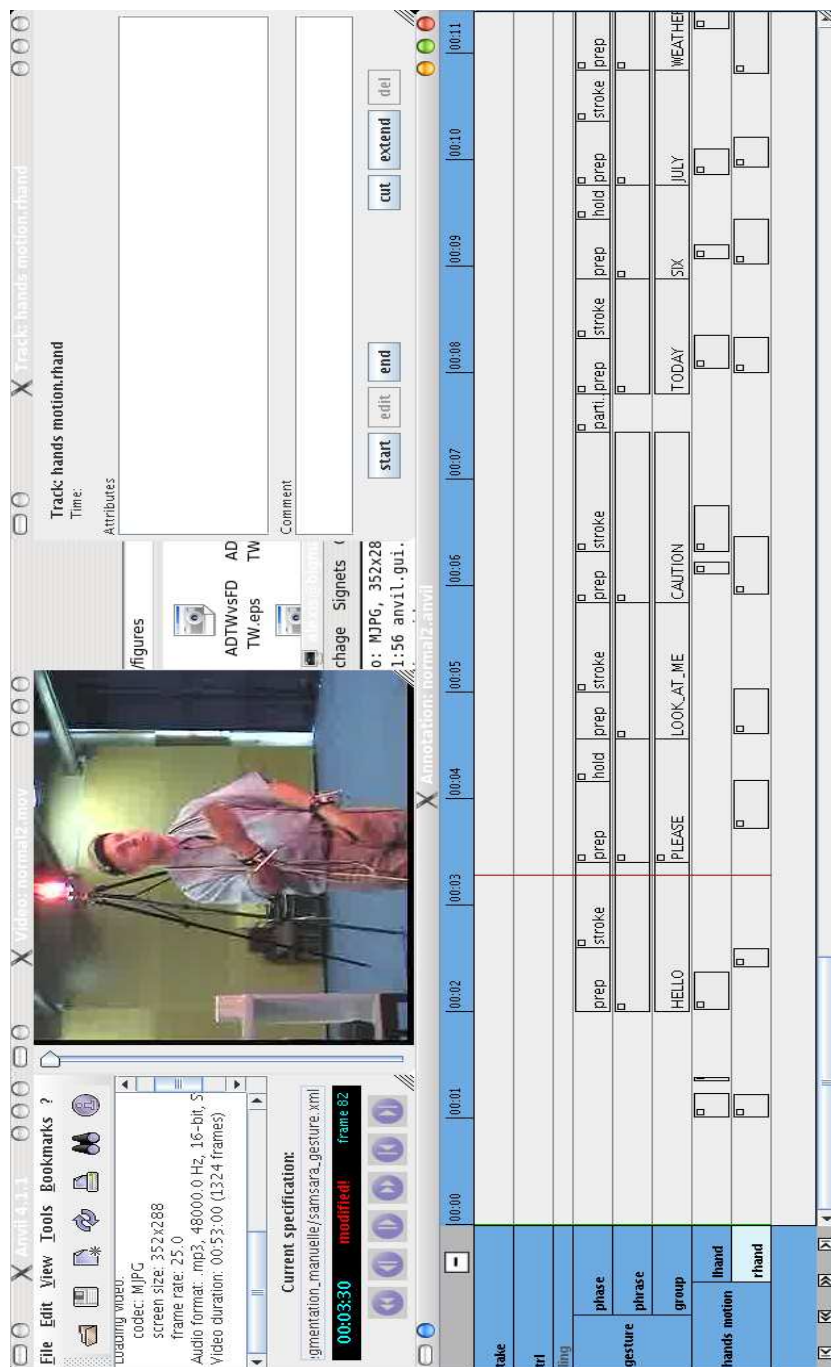 Anvil 4.1.1
File Edit View Tools Bookmarks ?
Loading video:
codec: MJPG
screen size: 352x288
frame rate: 25.0
Audio format: .mp3, 48000.0 Hz, 16-bit, S
Video duration: 00:53:00 (1324 frames)
Current specification:
gmentation_manuelle/samsara_gesture.xml
00:03:30 modified! frame 82
Video: normal2.mov
/figures
ADTWvsFD AD
TW.eps TW
chage Signets
o: MJPG, 352x28
1:56 anvil.gui.
Track: hands motion.rhand
Track: hands motion.rhand
Time:
Attributes
Comment
start edit end cut extend del
Annotation: normal2.anvil
00:00 00:01 00:02 00:03 00:04 00:05 00:06 00:07 00:08 00:09 00:10 00:11
take
trl
ling
gesture
phase prep stroke prep hold prep stroke prep stroke parti.. prep stroke prep hold prep stroke prep
phrase
group HELLO PLEASE LOOK_AT_ME CAUTION TODAY SIX JULY WEATHER
hands motion
lhand
rhand